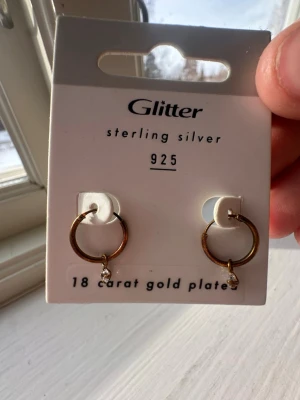 Glitter
sterling silver
925
18 carat gold plated